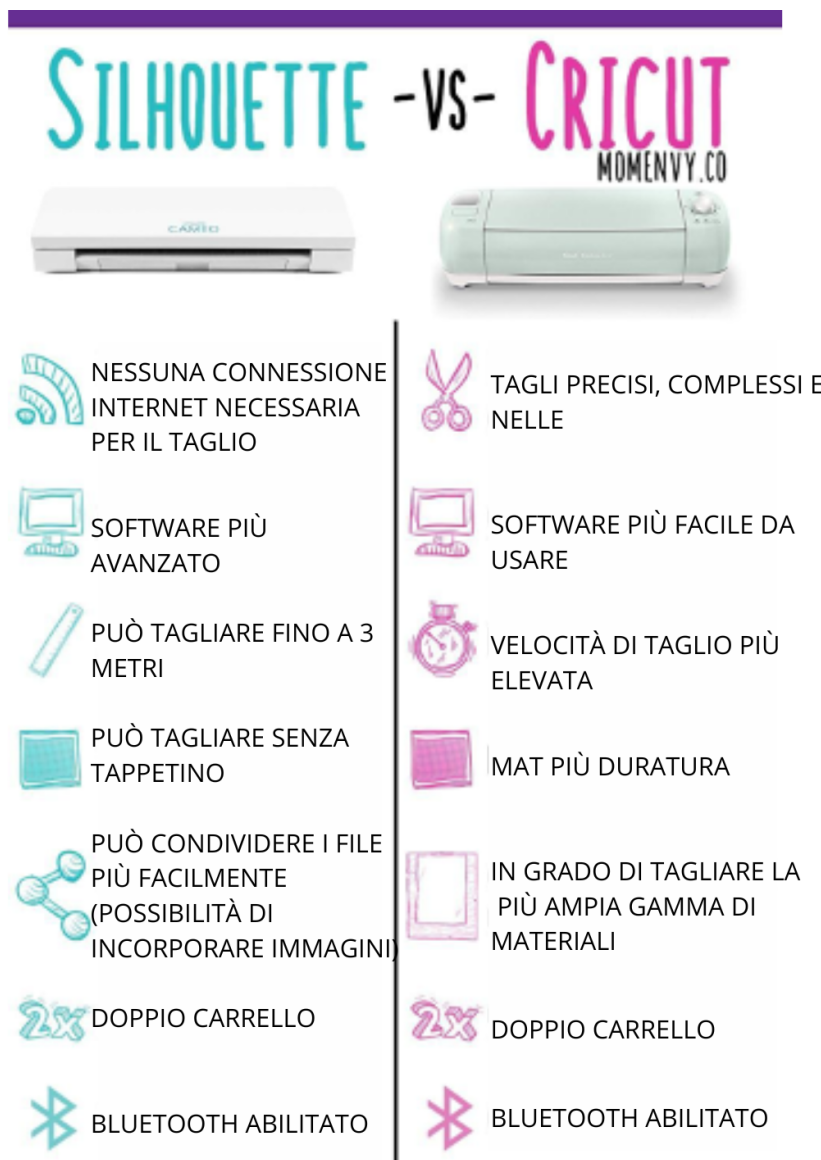 SILHOUETTE -VS- CRICUT
MOMENVY.CO
CAMEO
NESSUNA CONNESSIONE
INTERNET NECESSARIA
PER IL TAGLIO
SOFTWARE PIÙ
AVANZATO
PUÒ TAGLIARE FINO A 3
METRI
PUÒ TAGLIARE SENZA
TAPPETINO
PUÒ CONDIVIDERE I FILE
PIÙ FACILMENTE
(POSSIBILITÀ DI
INCORPORARE IMMAGINI)
2X DOPPIO CARRELLO
BLUETOOTH ABILITATO
TAGLI PRECISI, COMPLESSI E
NELLE
SOFTWARE PIÙ FACILE DA
USARE
VELOCITÀ DI TAGLIO PIÙ
ELEVATA
MAT PIÙ DURATURA
IN GRADO DI TAGLIARE LA
PIÙ AMPIA GAMMA DI
MATERIALI
2X DOPPIO CARRELLO
BLUETOOTH ABILITATO